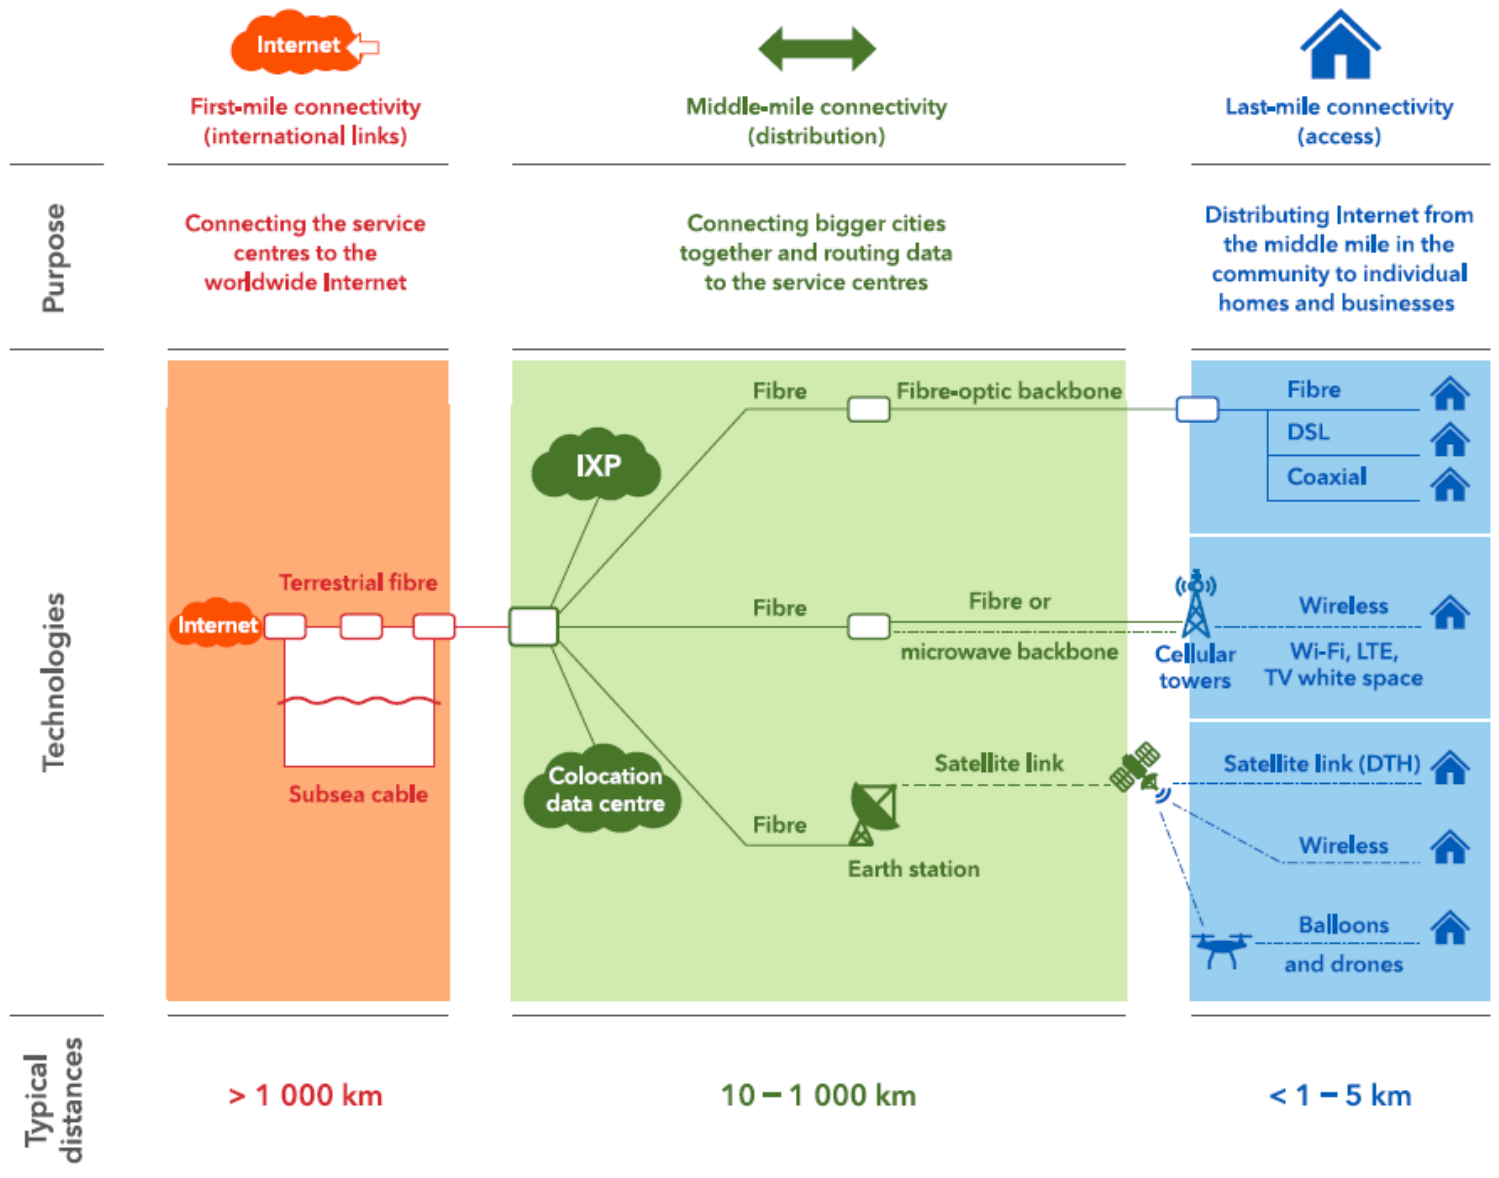 Internet
First-mile connectivity
(international links)
Middle-mile connectivity
(distribution)
Last-mile connectivity
(access)
Purpose
Connecting the service
centres to the
worldwide Internet
Connecting bigger cities
together and routing data
to the service centres
Distributing Internet from
the middle mile in the
community to individual
homes and businesses
Technologies
Internet
Terrestrial fibre
Subsea cable
IXP
Colocation
data centre
Fibre
Fibre-optic backbone
Fibre
Fibre or
microwave backbone
Fibre
Earth station
Satellite link
Fibre
DSL
Coaxial
Cellular
towers
Wireless
Wi-Fi, LTE,
TV white space
Satellite link (DTH)
Wireless
Balloons
and drones
Typical
distances
> 1 000 km
10 – 1 000 km
< 1 – 5 km